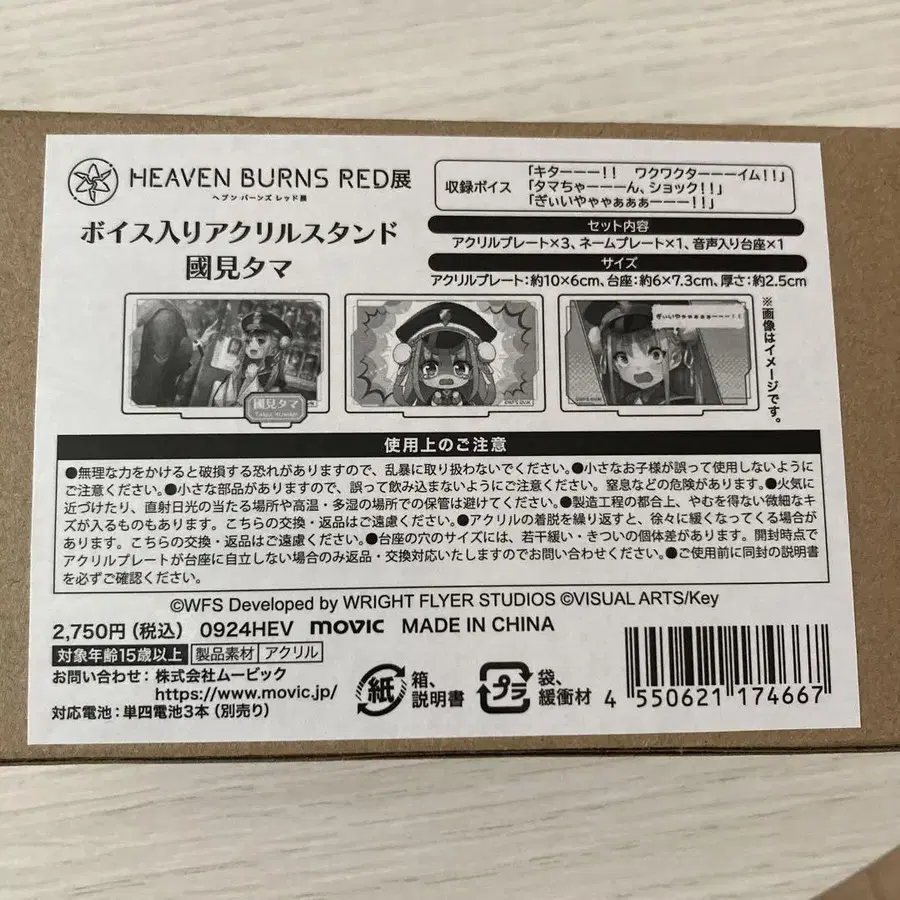 HEAVEN BURNS RED展
ヘブン バーンズ レッド展
ボイス入りアクリルスタンド
國見タマ
収録ボイス
「キターーー!! ワクワクターーーイム!!」
「タマちゃーーーん、ショック!!」
「ぎぃいやゃゃぁぁぁーーー!!」
セット内容
アクリルプレート×3、ネームプレート×1、音声入り台座×1
サイズ
アクリルプレート:約10×6cm、台座:約6×7.3cm、厚さ:約2.5cm
國見タマ
©WFS ©VA/K
ぎぃいやゃゃぁぁぁーーー!!
※画像はイメージです。
使用上のご注意
●無理な力をかけると破損する恐れがありますので、乱暴に取り扱わないでください。●小さなお子様が誤って使用しないように
ご注意ください。●小さな部品がありますので、誤って飲み込まないようにご注意ください。窒息などの危険があります。●火気に
近づけたり、直射日光の当たる場所や高温・多湿の場所での保管は避けてください。●製造工程の都合上、やむを得ない微細なキ
ズが入るものもあります。こちらの交換・返品はご遠慮ください。●アクリルの着脱を繰り返すと、徐々に緩くなってくる場合が
あります。こちらの交換・返品はご遠慮ください。●台座の穴のサイズには、若干緩い・きついの個体差があります。開封時点で
アクリルプレートが台座に自立しない場合のみ返品・交換対応いたしますのでお問い合わせください。●ご使用前に同封の説明書
を必ずご確認ください。
©WFS Developed by WRIGHT FLYER STUDIOS ©VISUAL ARTS/Key
2,750円(税込) 0924HEV movic MADE IN CHINA
対象年齢15歳以上 製品素材 アクリル
お問い合わせ:株式会社ムービック
https://www.movic.jp/
対応電池:単四電池3本(別売り)
紙 箱、
説明書
プラ 袋、
緩衝材
4 550621 174667